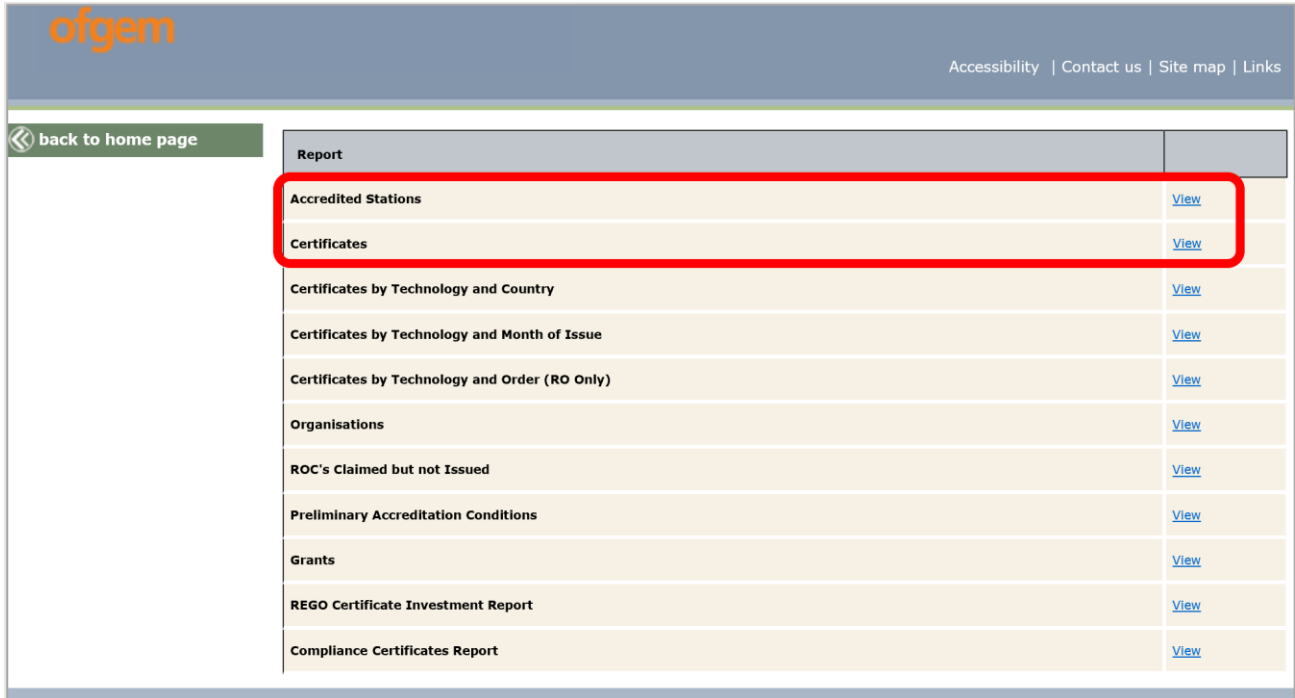 ofgem
Accessibility | Contact us | Site map | Links
back to home page
Report
Accredited Stations View
Certificates View
Certificates by Technology and Country View
Certificates by Technology and Month of Issue View
Certificates by Technology and Order (RO Only) View
Organisations View
ROC's Claimed but not Issued View
Preliminary Accreditation Conditions View
Grants View
REGO Certificate Investment Report View
Compliance Certificates Report View